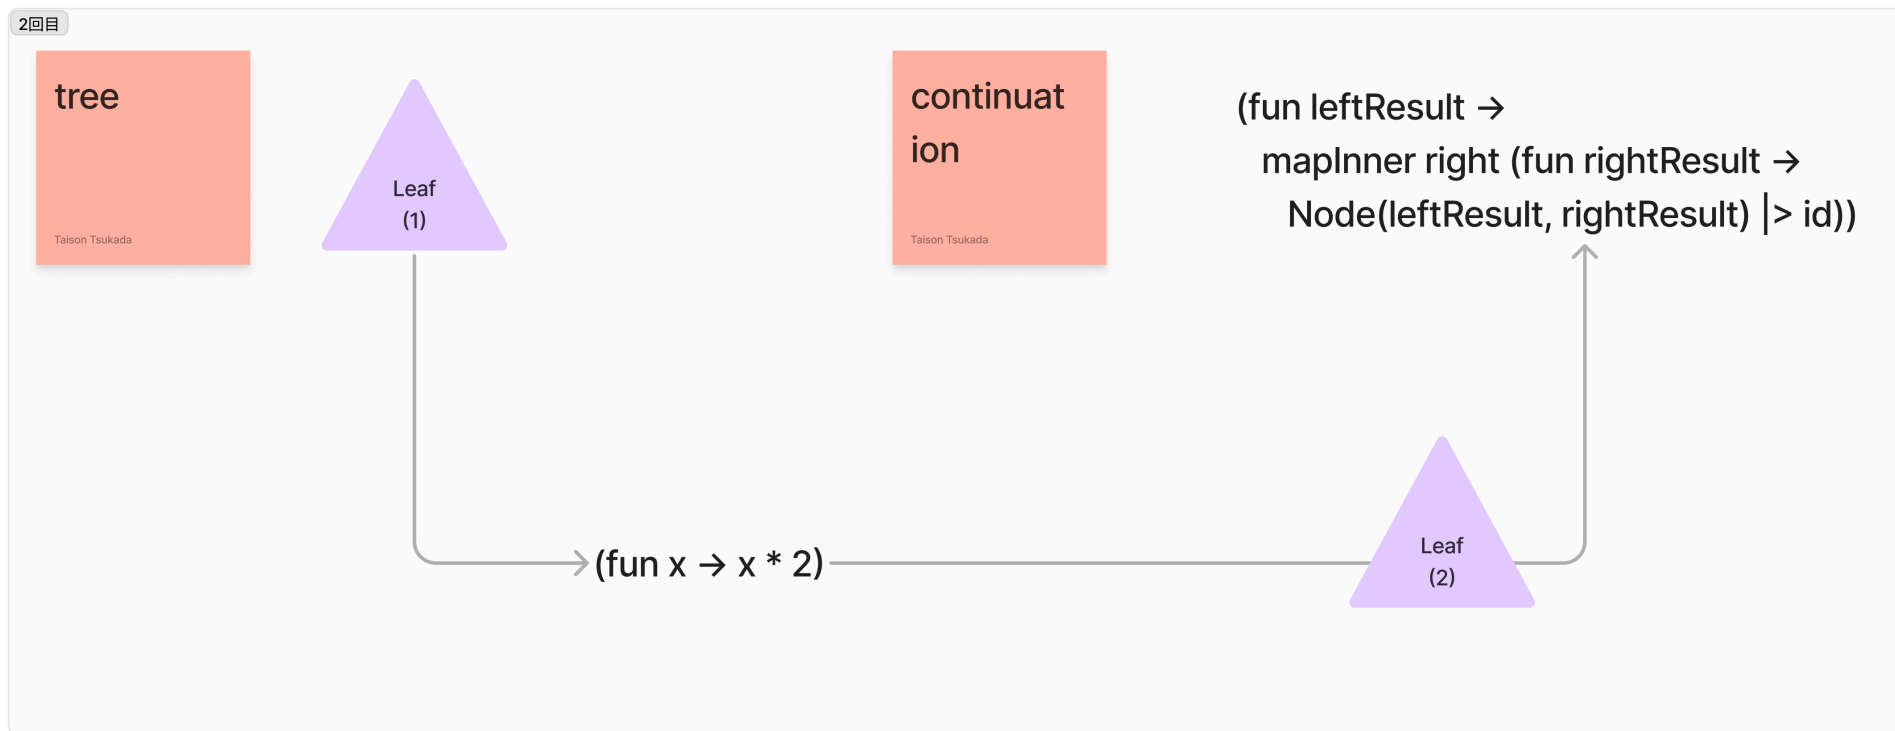 2回目
tree
Taison Tsukada
Leaf
(1)
continuat
ion
Taison Tsukada
(fun leftResult →
mapInner right (fun rightResult →
Node(leftResult, rightResult) |> id))
(fun x → x * 2)
Leaf
(2)